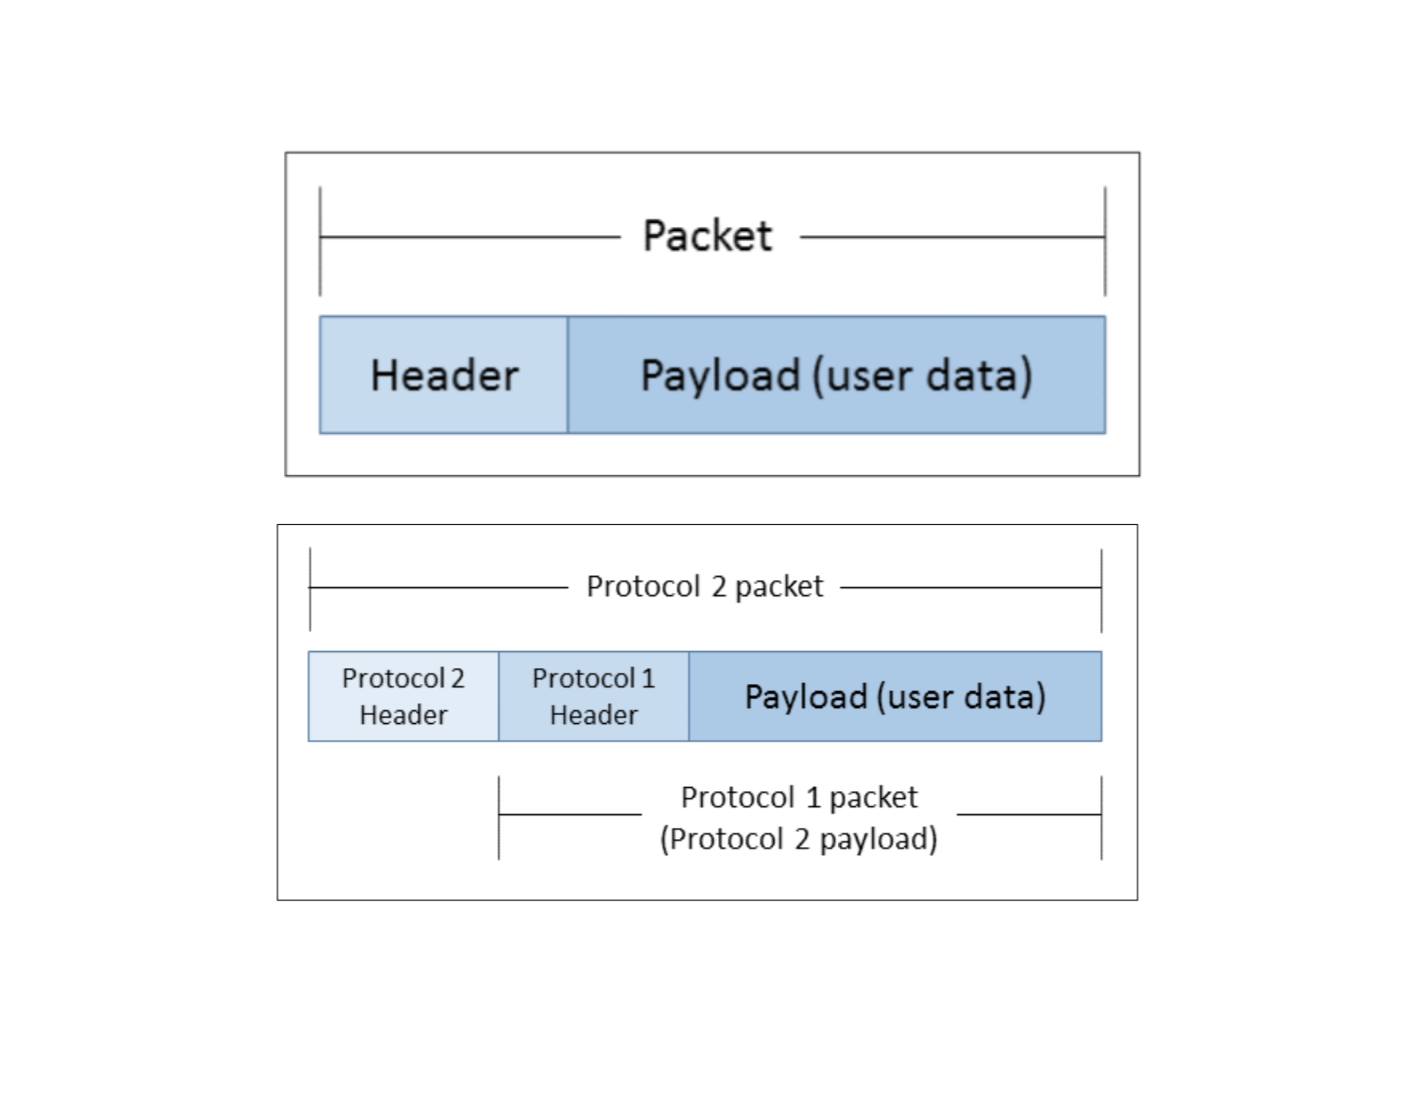 Packet
Header
Payload (user data)
Protocol 2 packet
Protocol 2
Header
Protocol 1
Header
Payload (user data)
Protocol 1 packet
(Protocol 2 payload)